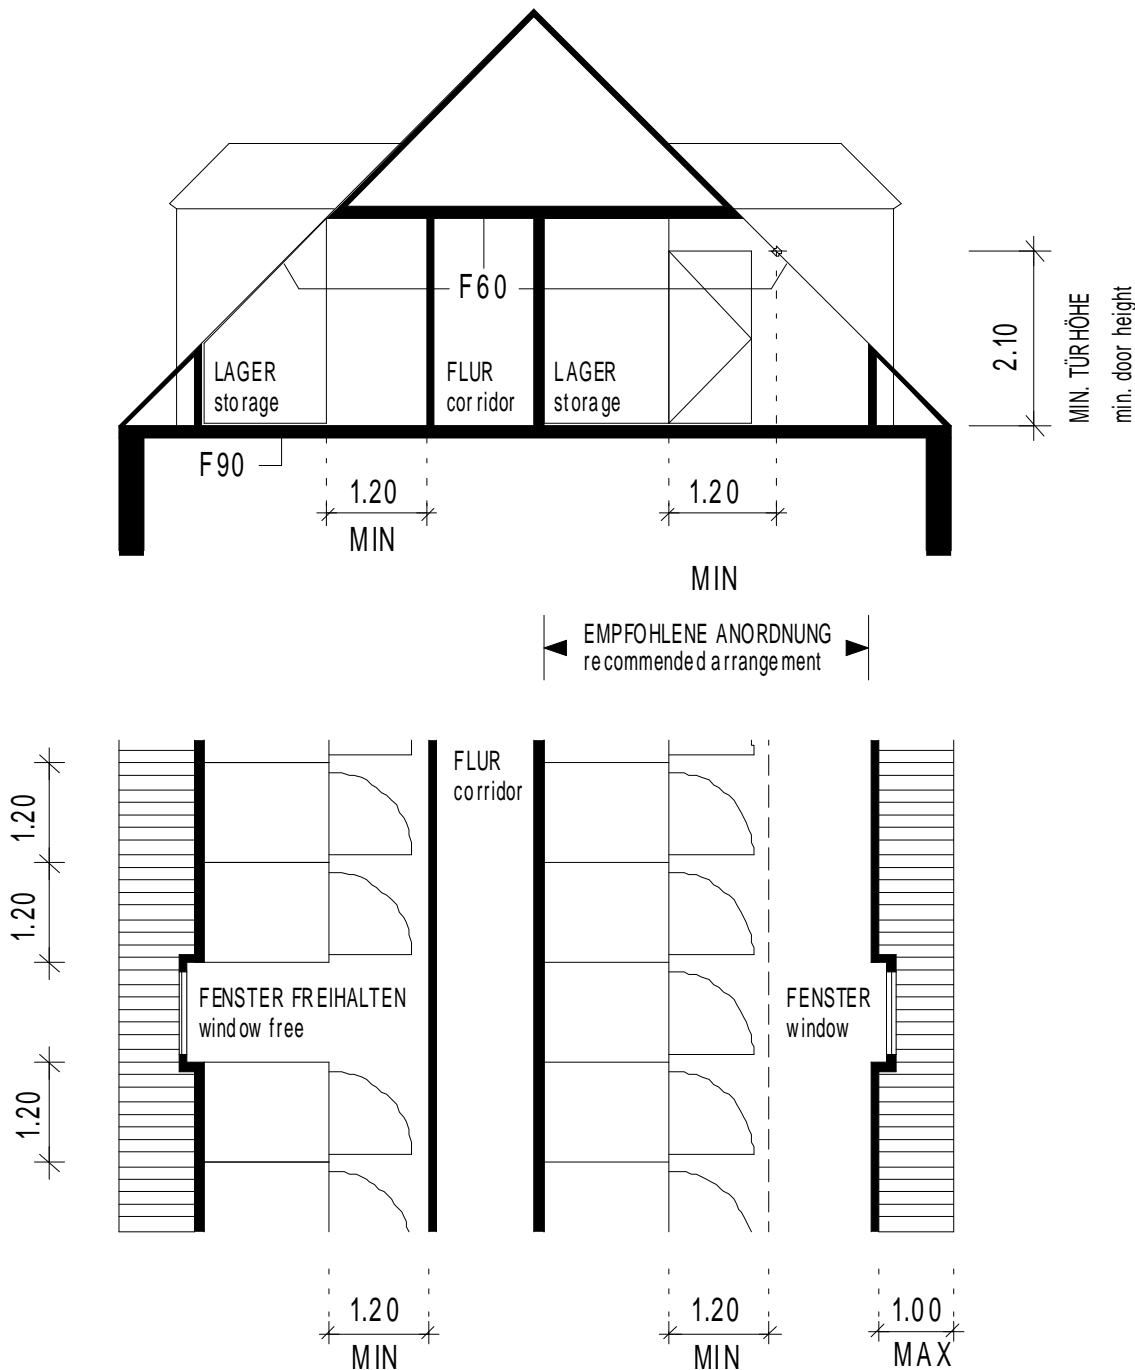 F60
LAGER
storage
FLUR
corridor
LAGER
storage
2.10
MIN. TÜRHÖHE
min. door height
F90
1.20
MIN
1.20
MIN
EMPFOHLENE ANORDNUNG
recommended arrangement
FLUR
corridor
1.20
1.20
FENSTER FREIHALTEN
window free
FENSTER
window
1.20
1.20
MIN
1.20
MIN
1.00
MAX